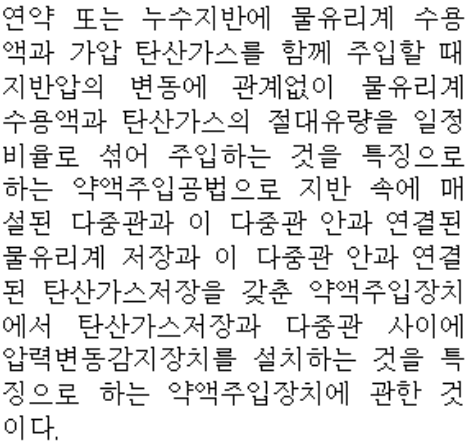 연약 또는 누수지반에 물유리계 수용
액과 가압 탄산가스를 함께 주입할 때
지반압의 변동에 관계없이 물유리계
수용액과 탄산가스의 절대유량을 일정
비율로 섞어 주입하는 것을 특징으로
하는 약액주입공법으로 지반 속에 매
설된 다중관과 이 다중관 안과 연결된
물유리계 저장과 이 다중관 안과 연결
된 탄산가스저장을 갖춘 약액주입장치
에서 탄산가스저장과 다중관 사이에
압력변동감지장치를 설치하는 것을 특
징으로 하는 약액주입장치에 관한 것
이다.